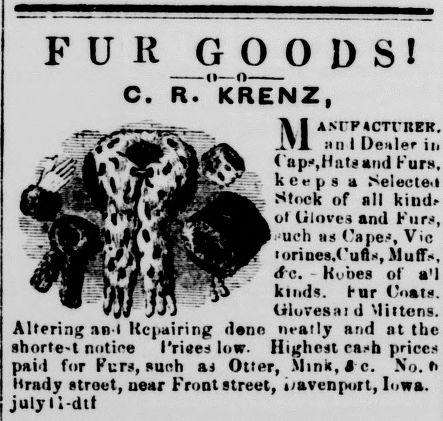 FUR GOODS!
—o—o—
C. R. KRENZ,
MANUFACTURER.
and Dealer in
Caps, Hats and Furs,
keeps a Selected
Stock of all kinds
of Gloves and Furs,
such as Capes, Vic
torines, Cuffs, Muffs,
&c. - Robes of all
kinds. Fur Coats.
Gloves and Mittens.
Altering and Repairing done neatly and at the
shortest notice Prices low. Highest cash prices
paid for Furs, such as Otter, Mink, &c. No.
Brady street, near Front street, Davenport, Iowa.
july11-dtf